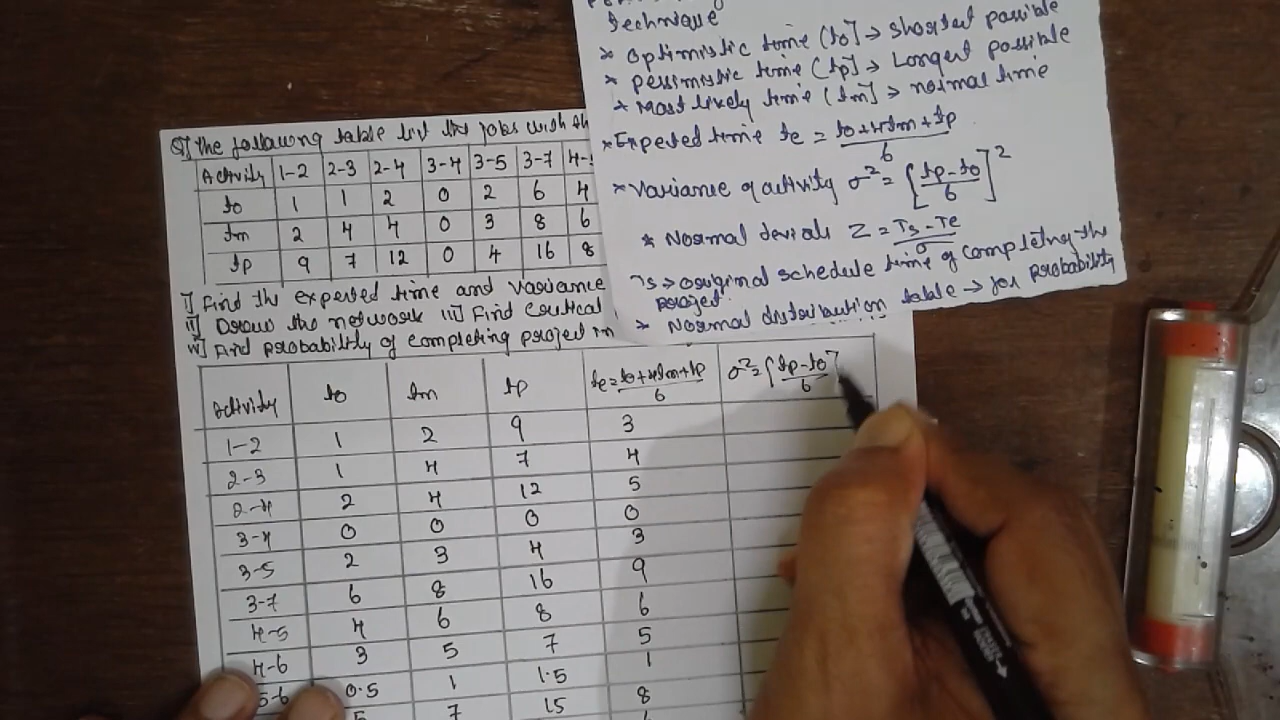 technique
* Optimistic time (to) → shortest possible
* pessimistic time (tp) → Longest possible
* Most likely time (tm) → normal time
* Expected time te = to+4tm+tp / 6
* Variance of activity σ² = [tp-to / 6]²
* Normal deviate Z = Ts-Te / σ
Ts → original schedule time of completing the
project.
* Normal distribution table → for probability
Q] The following table list the jobs with th
Activity 1-2 2-3 2-4 3-4 3-5 3-7 4-5
to 1 1 2 0 2 6 4
tm 2 4 4 0 3 8 6
tp 9 7 12 0 4 16 8
i] Find the expected time and variance
ii] Draw the network iii] Find critical
iv] Find probability of completing project in
Activity to tm tp te=to+4tm+tp / 6 σ²=[tp-to / 6]
1-2 1 2 9 3
2-3 1 4 7 4
2-4 2 4 12 5
3-4 0 0 0 0
3-5 2 3 4 3
3-7 6 8 16 9
4-5 4 6 8 6
4-6 3 5 7 5
5-6 0.5 1 1.5 1
5 7 15 8